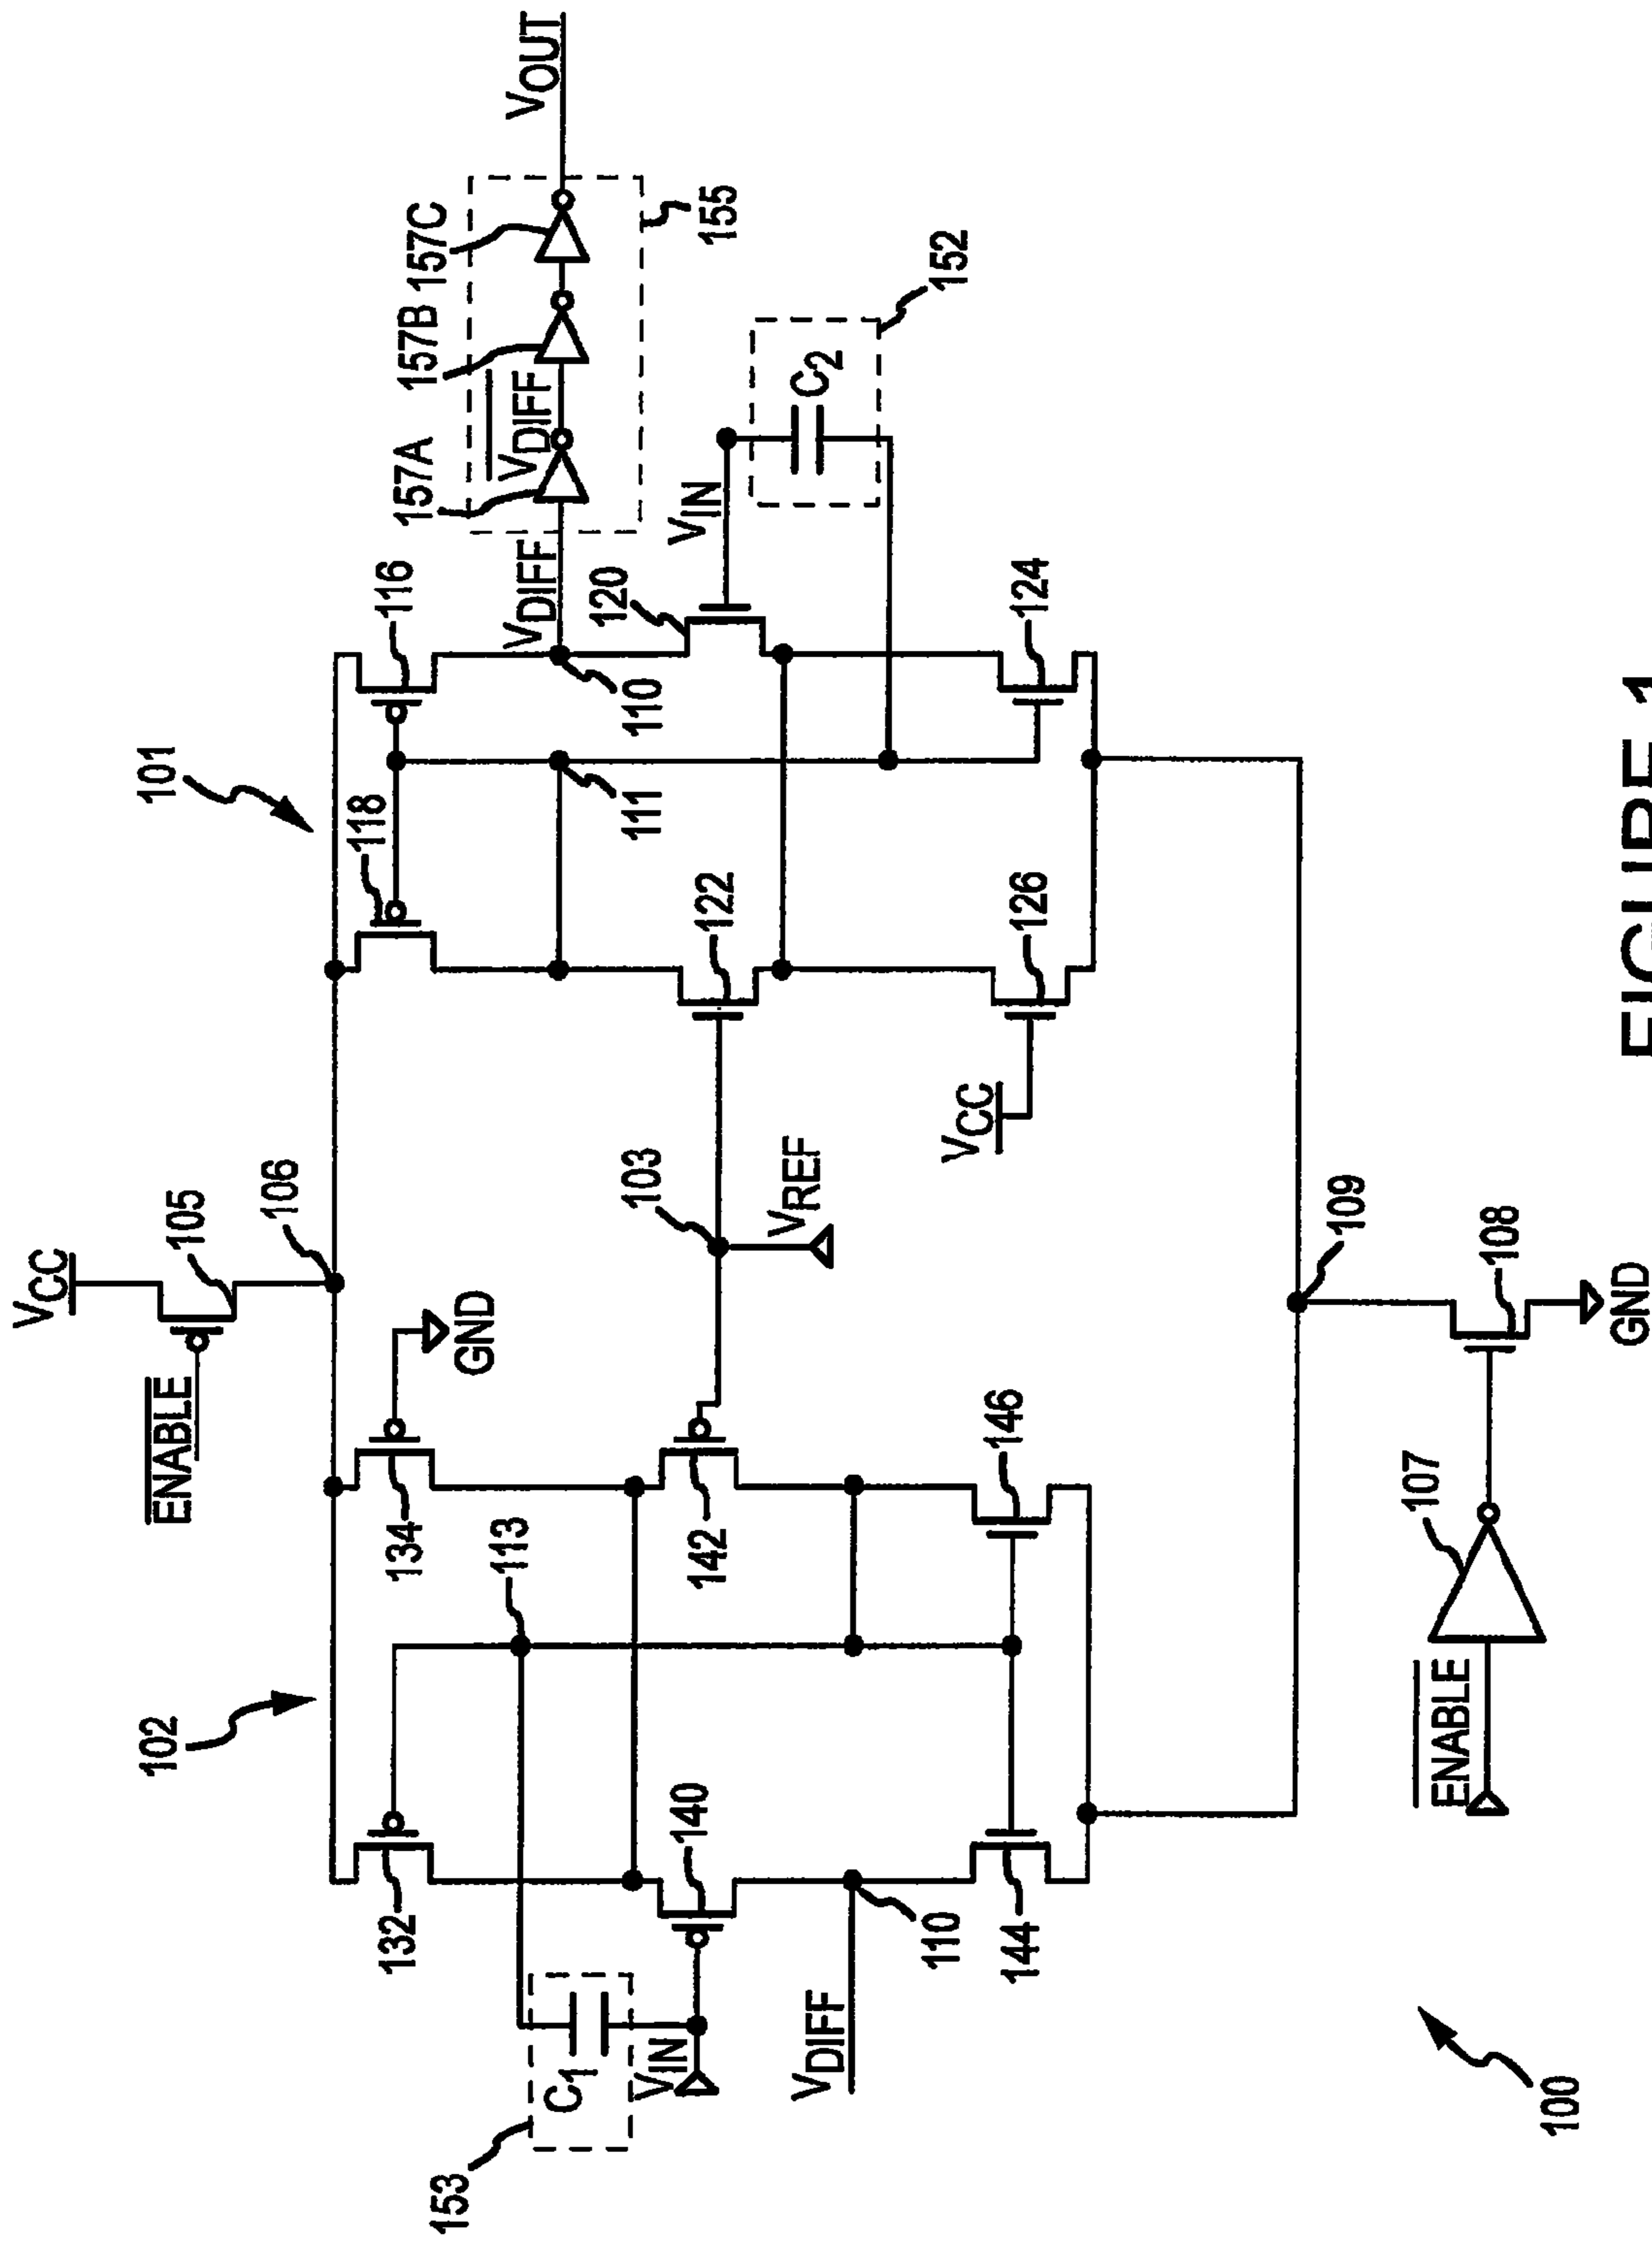 VCC
102
ENABLE
101
105
106
118
132
134
116
157A
157B
157C
153
GND
113
VDIFF
VDIFF
VOUT
C1
120
103
111
110
VIN
140
VIN
142
122
155
VDIFF
VREF
C2
110
VCC
152
144
146
126
124
109
107
ENABLE
108
100
GND
FIGURE 1